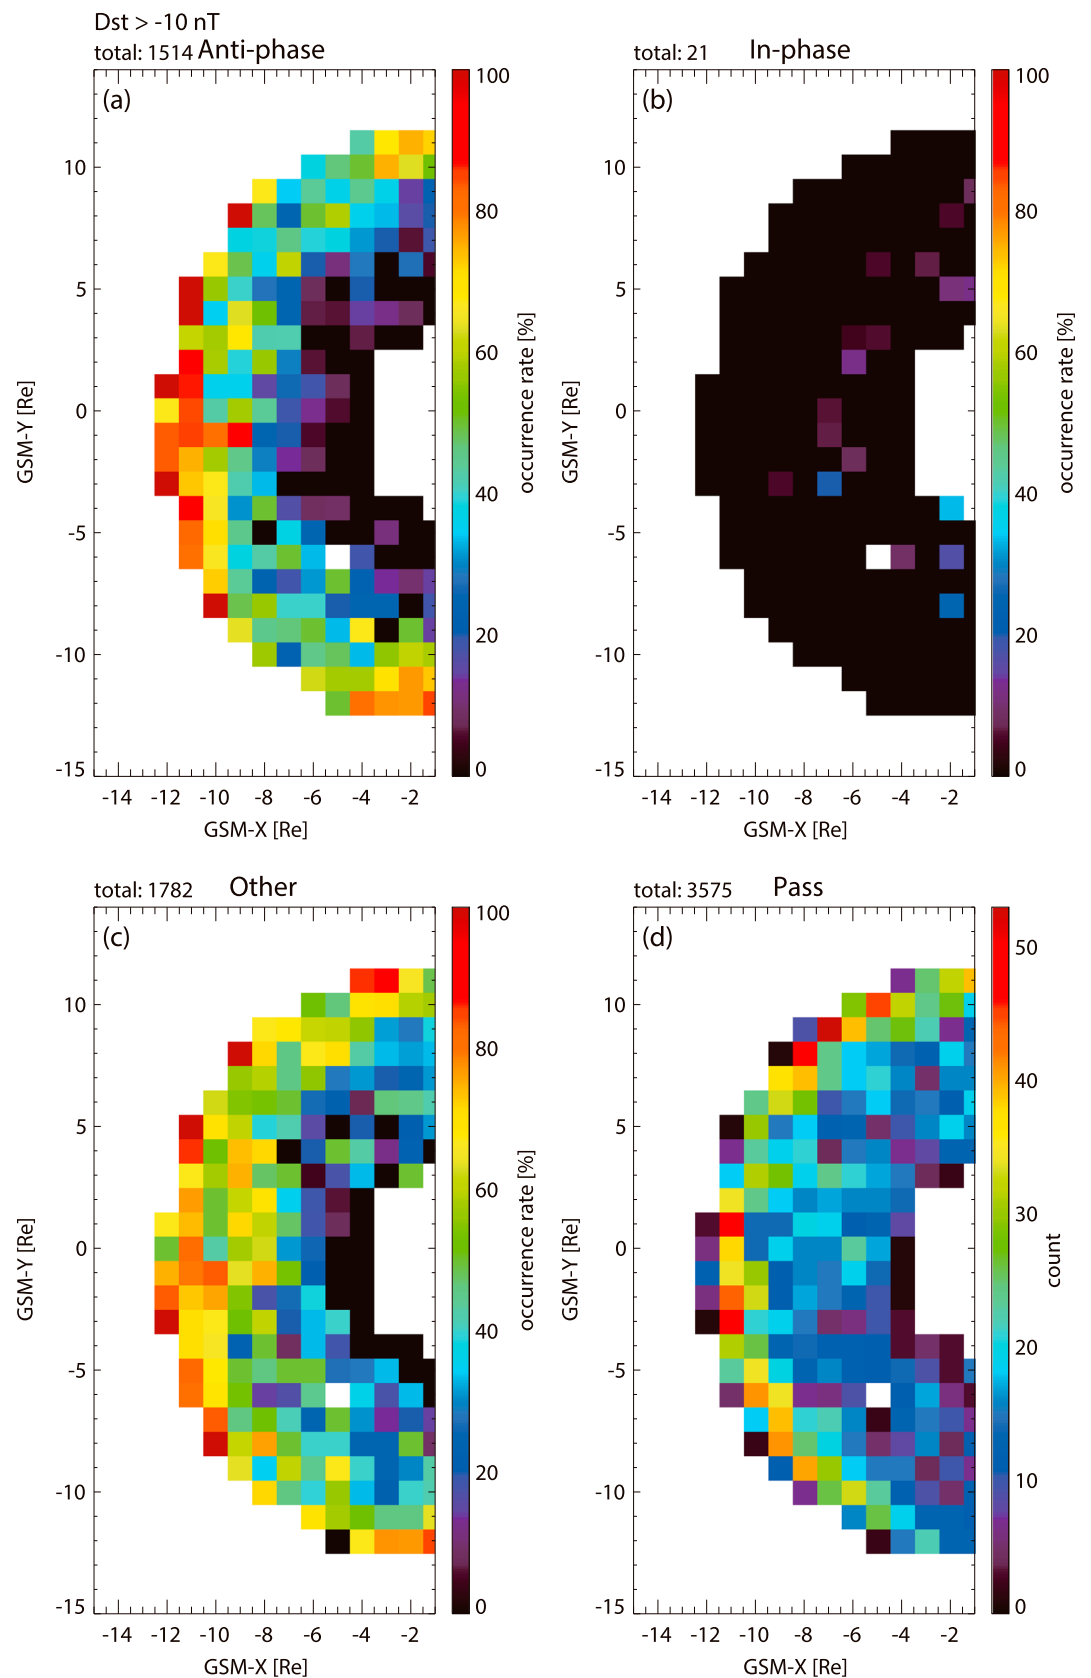 Dst > -10 nT
total: 1514 Anti-phase
total: 21 In-phase
(a)
(b)
100
80
60
40
20
0
occurrence rate [%]
100
80
60
40
20
0
occurrence rate [%]
10
5
0
-5
-10
-15
GSM-Y [Re]
10
5
0
-5
-10
-15
GSM-Y [Re]
-14 -12 -10 -8 -6 -4 -2
GSM-X [Re]
-14 -12 -10 -8 -6 -4 -2
GSM-X [Re]
total: 1782 Other
total: 3575 Pass
(c)
(d)
100
80
60
40
20
0
occurrence rate [%]
50
40
30
20
10
0
count
10
5
0
-5
-10
-15
GSM-Y [Re]
10
5
0
-5
-10
-15
GSM-Y [Re]
-14 -12 -10 -8 -6 -4 -2
GSM-X [Re]
-14 -12 -10 -8 -6 -4 -2
GSM-X [Re]